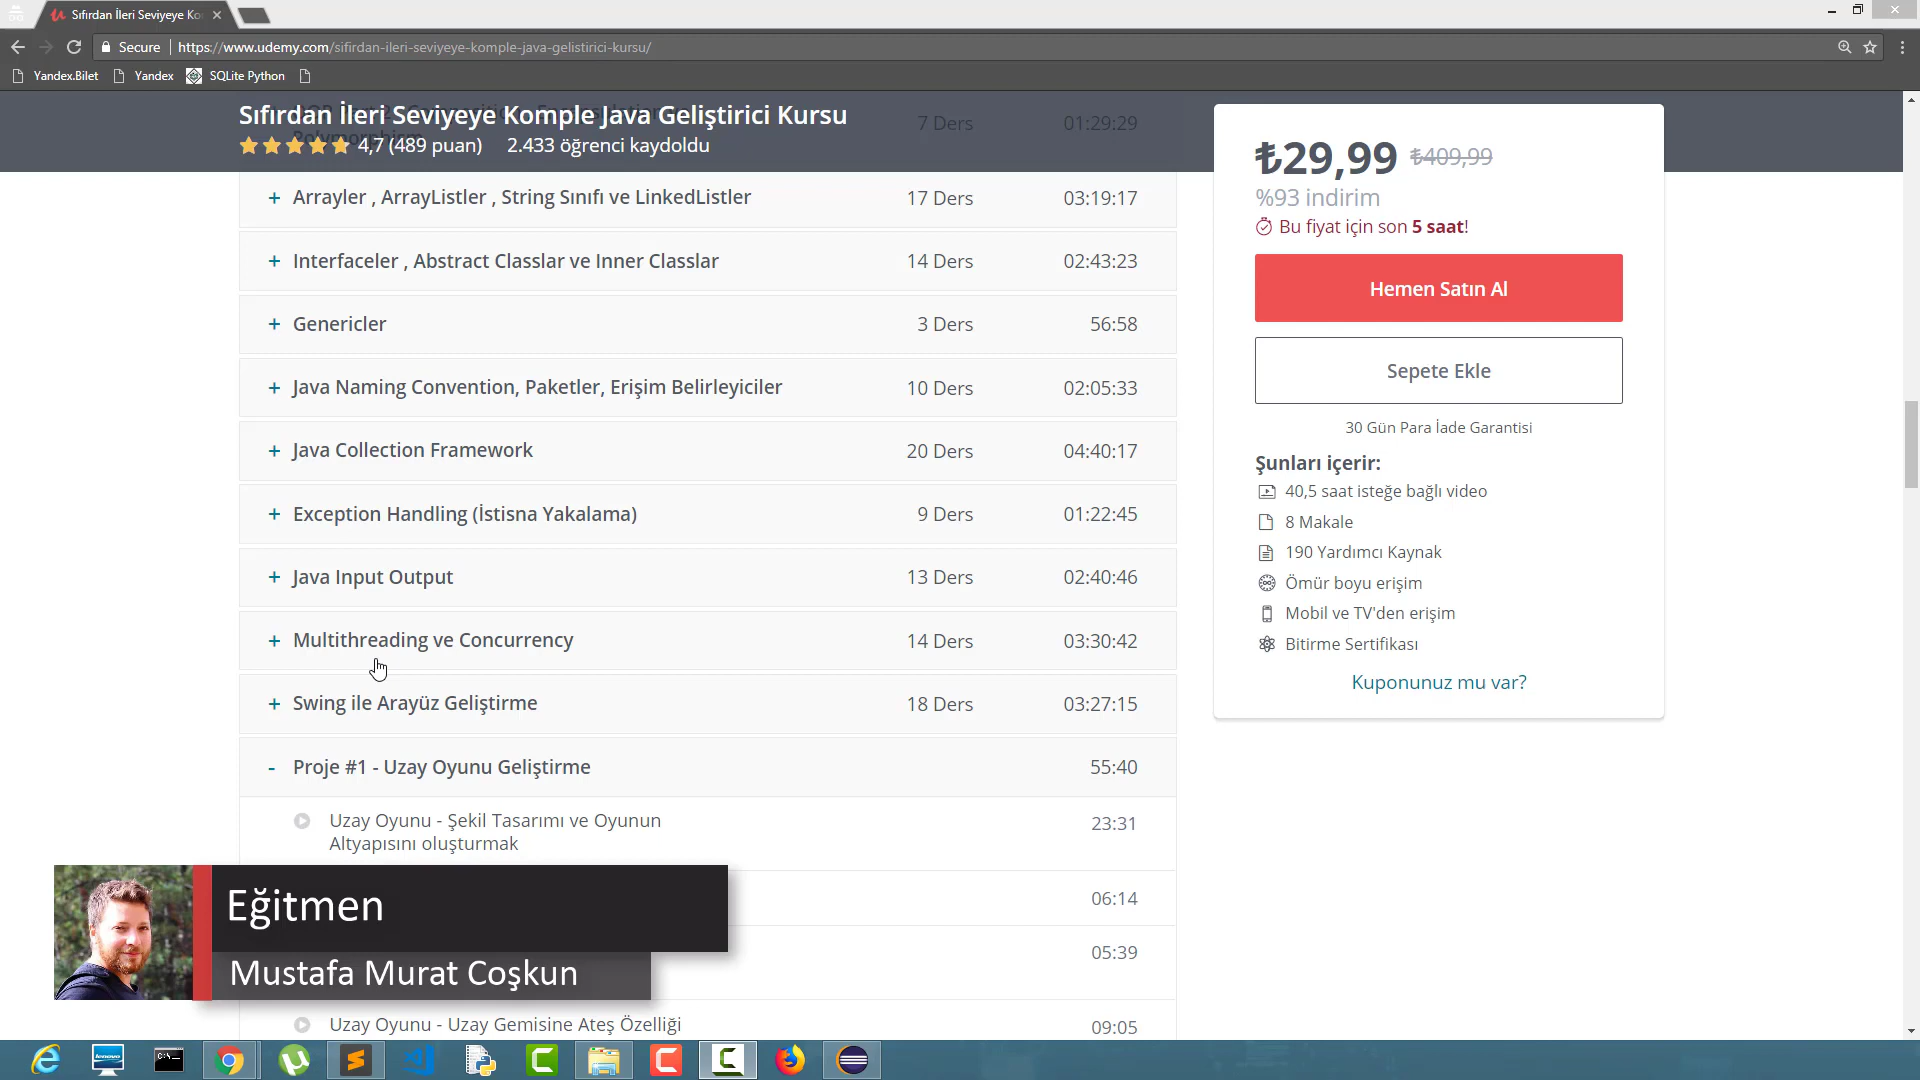 Sıfırdan İleri Seviyeye Ko
Secure
https://www.udemy.com/sifirdan-ileri-seviyeye-komple-java-gelistirici-kursu/
Yandex.Bilet
Yandex
SQLite Python
Sıfırdan İleri Seviyeye Komple Java Geliştirici Kursu
7 Ders 01:29:29
4,7 (489 puan) 2.433 öğrenci kaydoldu
+ Arrayler , ArrayListler , String Sınıfı ve LinkedListler 17 Ders 03:19:17
+ Interfaceler , Abstract Classlar ve Inner Classlar 14 Ders 02:43:23
+ Genericler 3 Ders 56:58
+ Java Naming Convention, Paketler, Erişim Belirleyiciler 10 Ders 02:05:33
+ Java Collection Framework 20 Ders 04:40:17
+ Exception Handling (İstisna Yakalama) 9 Ders 01:22:45
+ Java Input Output 13 Ders 02:40:46
+ Multithreading ve Concurrency 14 Ders 03:30:42
+ Swing ile Arayüz Geliştirme 18 Ders 03:27:15
- Proje #1 - Uzay Oyunu Geliştirme 55:40
Uzay Oyunu - Şekil Tasarımı ve Oyunun 23:31
Altyapısını oluşturmak
06:14
05:39
Uzay Oyunu - Uzay Gemisine Ateş Özelliği 09:05
₺29,99 ₺409,99
%93 indirim
Bu fiyat için son 5 saat!
Hemen Satın Al
Sepete Ekle
30 Gün Para İade Garantisi
Şunları içerir:
40,5 saat isteğe bağlı video
8 Makale
190 Yardımcı Kaynak
Ömür boyu erişim
Mobil ve TV'den erişim
Bitirme Sertifikası
Kuponunuz mu var?
Eğitmen
Mustafa Murat Coşkun